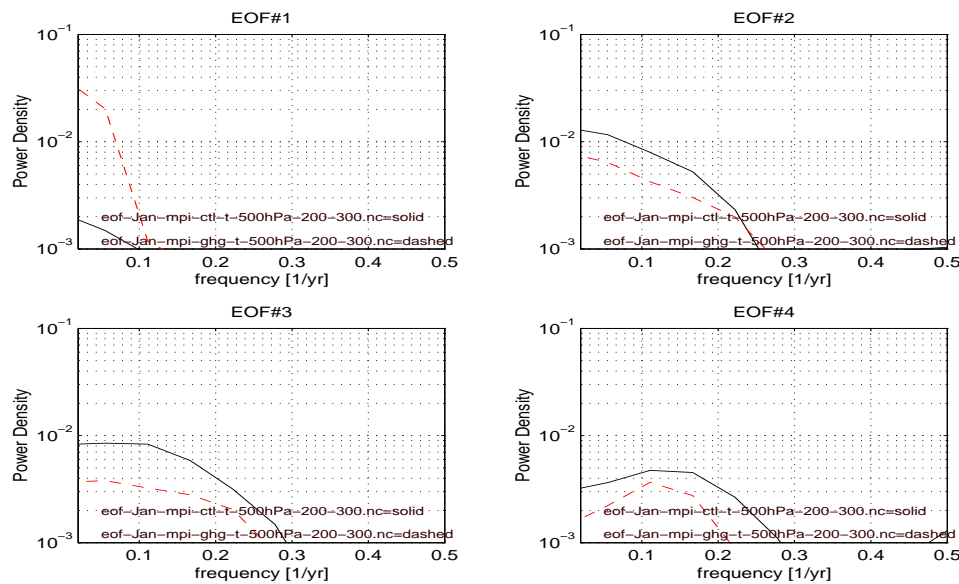 EOF#1
10^-1
10^-2
10^-3
Power Density
eof-Jan-mpi-ctl-t-500hPa-200-300.nc=solid
eof-Jan-mpi-ghg-t-500hPa-200-300.nc=dashed
0.1 0.2 0.3 0.4 0.5
frequency [1/yr]
EOF#2
10^-1
10^-2
10^-3
Power Density
eof-Jan-mpi-ctl-t-500hPa-200-300.nc=solid
eof-Jan-mpi-ghg-t-500hPa-200-300.nc=dashed
0.1 0.2 0.3 0.4 0.5
frequency [1/yr]
EOF#3
10^-1
10^-2
10^-3
Power Density
eof-Jan-mpi-ctl-t-500hPa-200-300.nc=solid
eof-Jan-mpi-ghg-t-500hPa-200-300.nc=dashed
0.1 0.2 0.3 0.4 0.5
frequency [1/yr]
EOF#4
10^-1
10^-2
10^-3
Power Density
eof-Jan-mpi-ctl-t-500hPa-200-300.nc=solid
eof-Jan-mpi-ghg-t-500hPa-200-300.nc=dashed
0.1 0.2 0.3 0.4 0.5
frequency [1/yr]